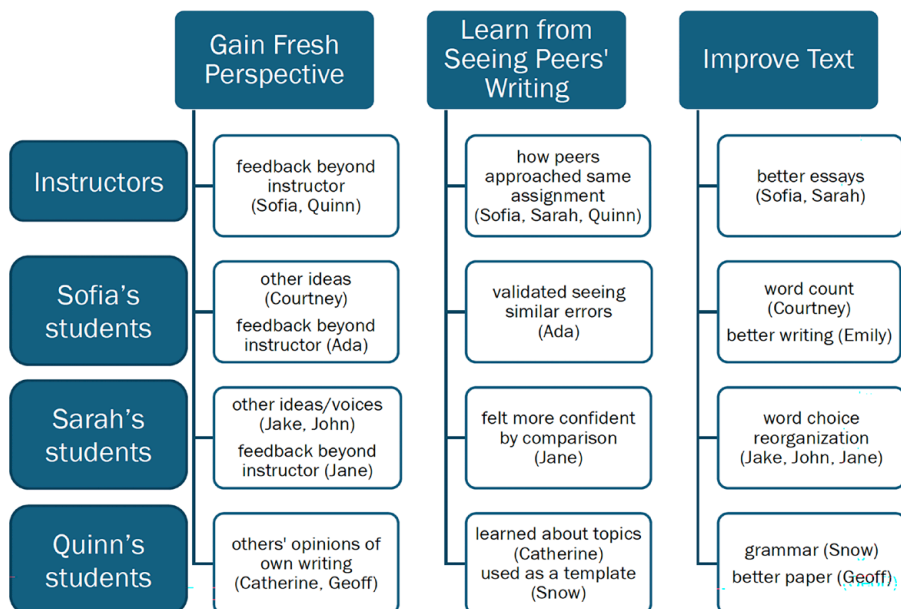 Gain Fresh
Perspective
Learn from
Seeing Peers'
Writing
Improve Text
Instructors
feedback beyond
instructor
(Sofia, Quinn)
how peers
approached same
assignment
(Sofia, Sarah, Quinn)
better essays
(Sofia, Sarah)
Sofia's
students
other ideas
(Courtney)
feedback beyond
instructor (Ada)
validated seeing
similar errors
(Ada)
word count
(Courtney)
better writing (Emily)
Sarah's
students
other ideas/voices
(Jake, John)
feedback beyond
instructor (Jane)
felt more confident
by comparison
(Jane)
word choice
reorganization
(Jake, John, Jane)
Quinn's
students
others' opinions of
own writing
(Catherine, Geoff)
learned about topics
(Catherine)
used as a template
(Snow)
grammar (Snow)
better paper (Geoff)